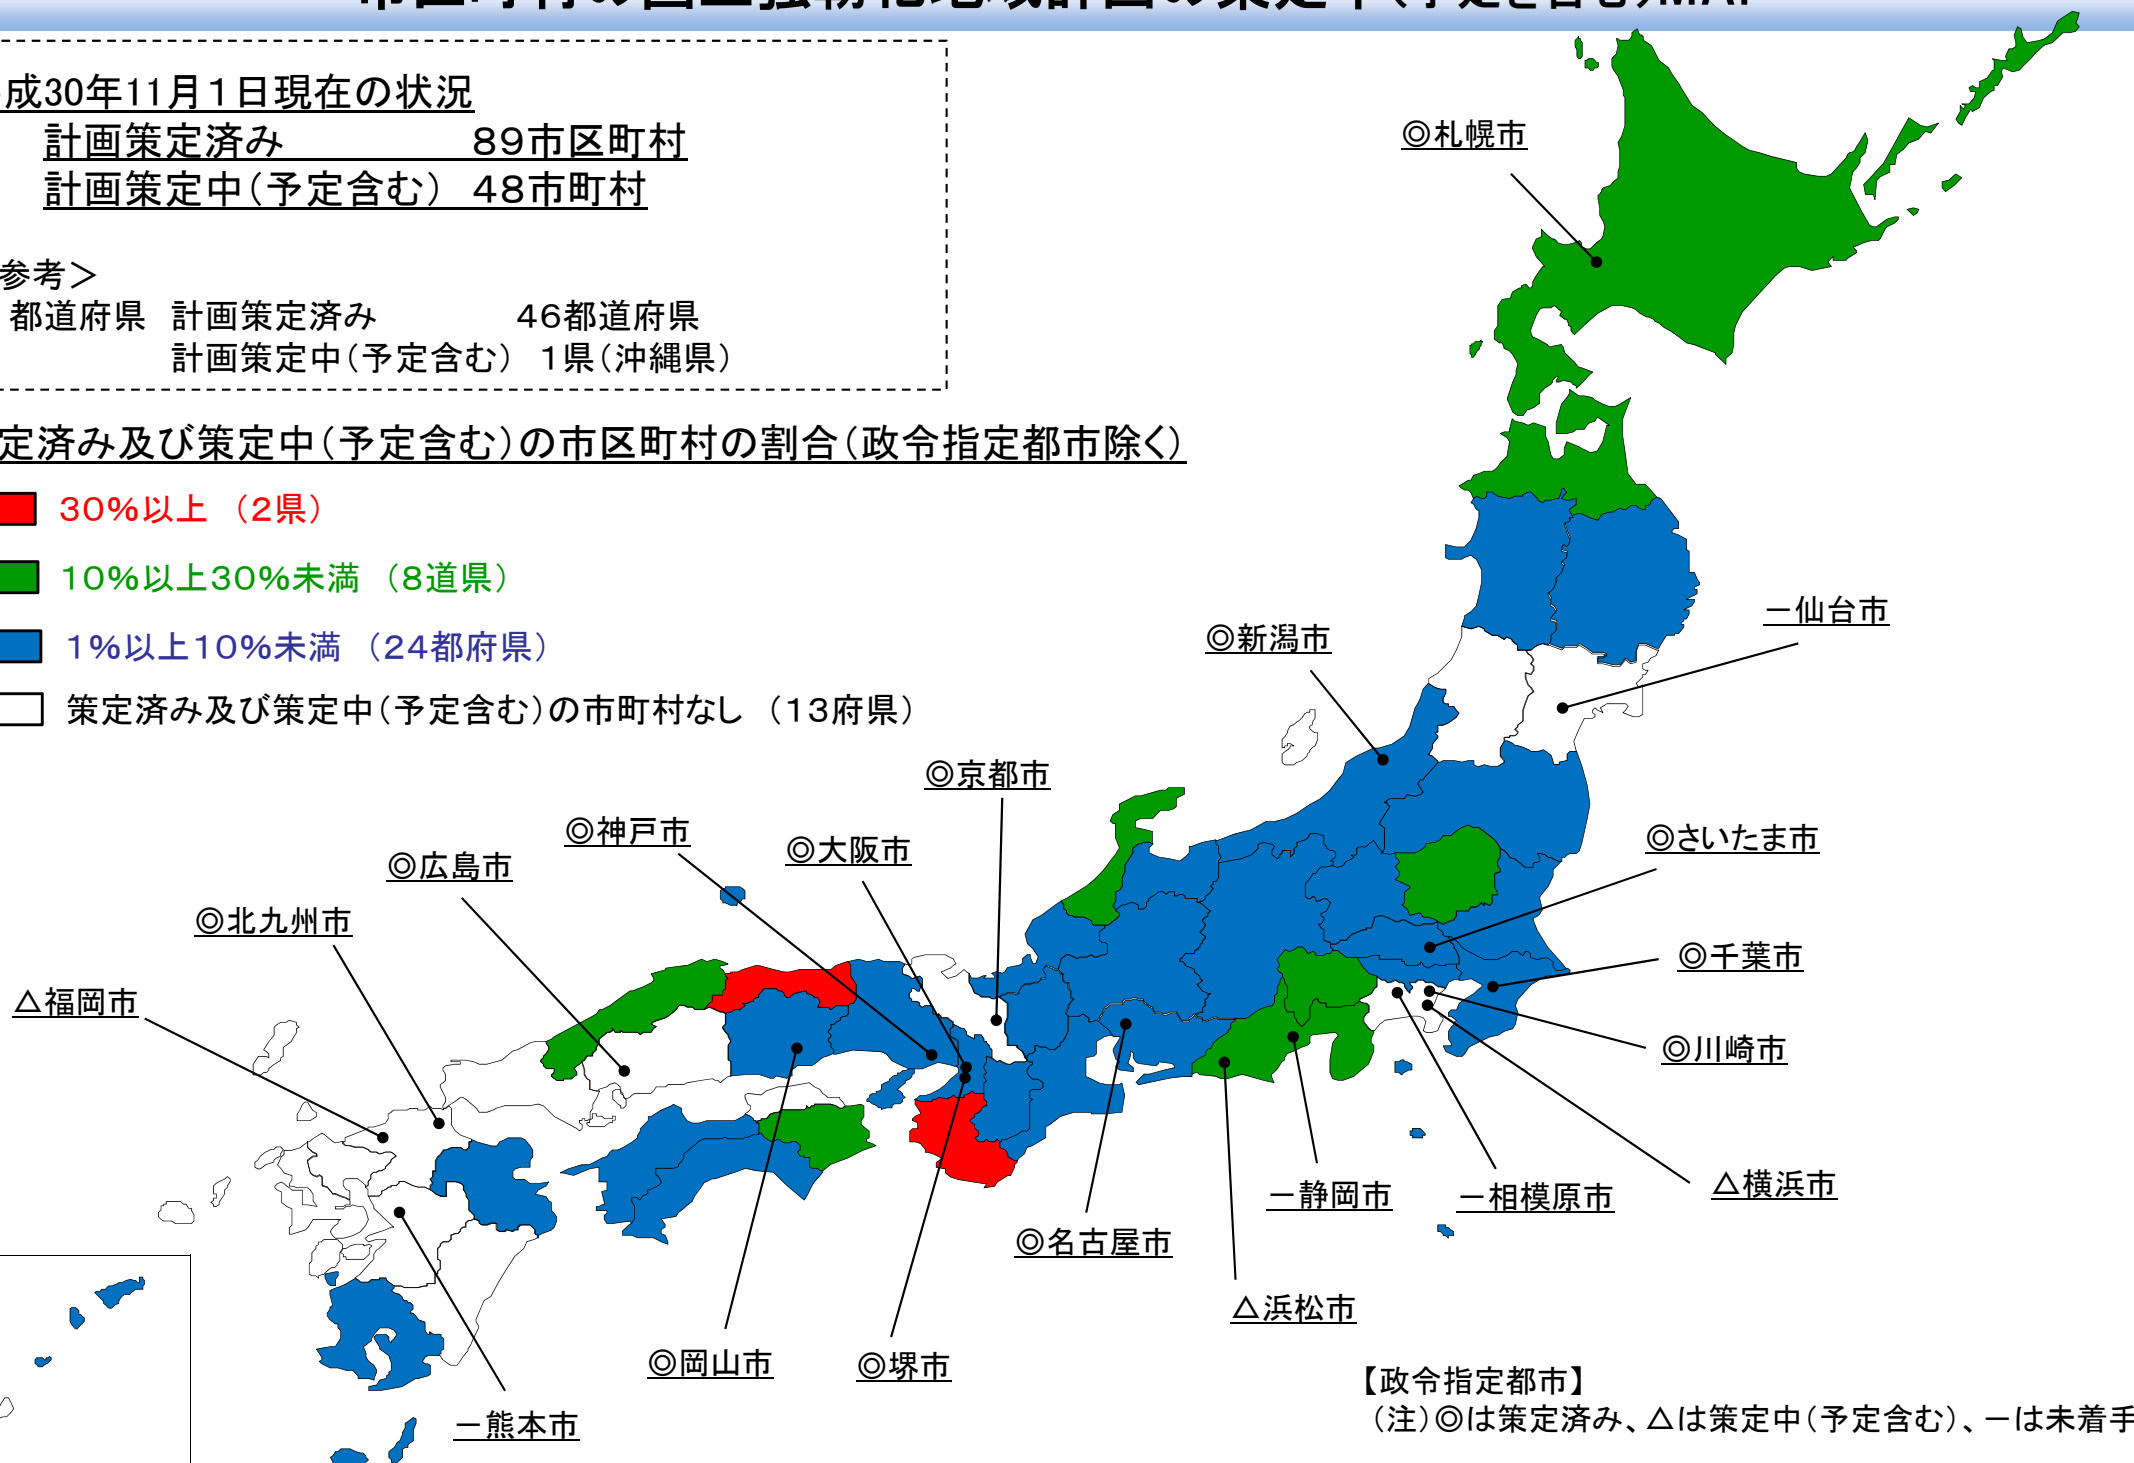 成30年11月1日現在の状況
計画策定済み 89市区町村
計画策定中(予定含む) 48市町村
参考＞
都道府県 計画策定済み 46都道府県
計画策定中(予定含む) 1県(沖縄県)
定済み及び策定中(予定含む)の市区町村の割合(政令指定都市除く)
30%以上 (2県)
10%以上30%未満 (8道県)
1%以上10%未満 (24都府県)
策定済み及び策定中(予定含む)の市町村なし (13府県)
◎札幌市
－仙台市
◎新潟市
◎京都市
◎神戸市
◎大阪市
◎さいたま市
◎広島市
◎北九州市
◎千葉市
△福岡市
◎川崎市
△横浜市
－静岡市
－相模原市
◎名古屋市
△浜松市
◎岡山市
◎堺市
－熊本市
【政令指定都市】
(注)◎は策定済み、△は策定中(予定含む)、－は未着手